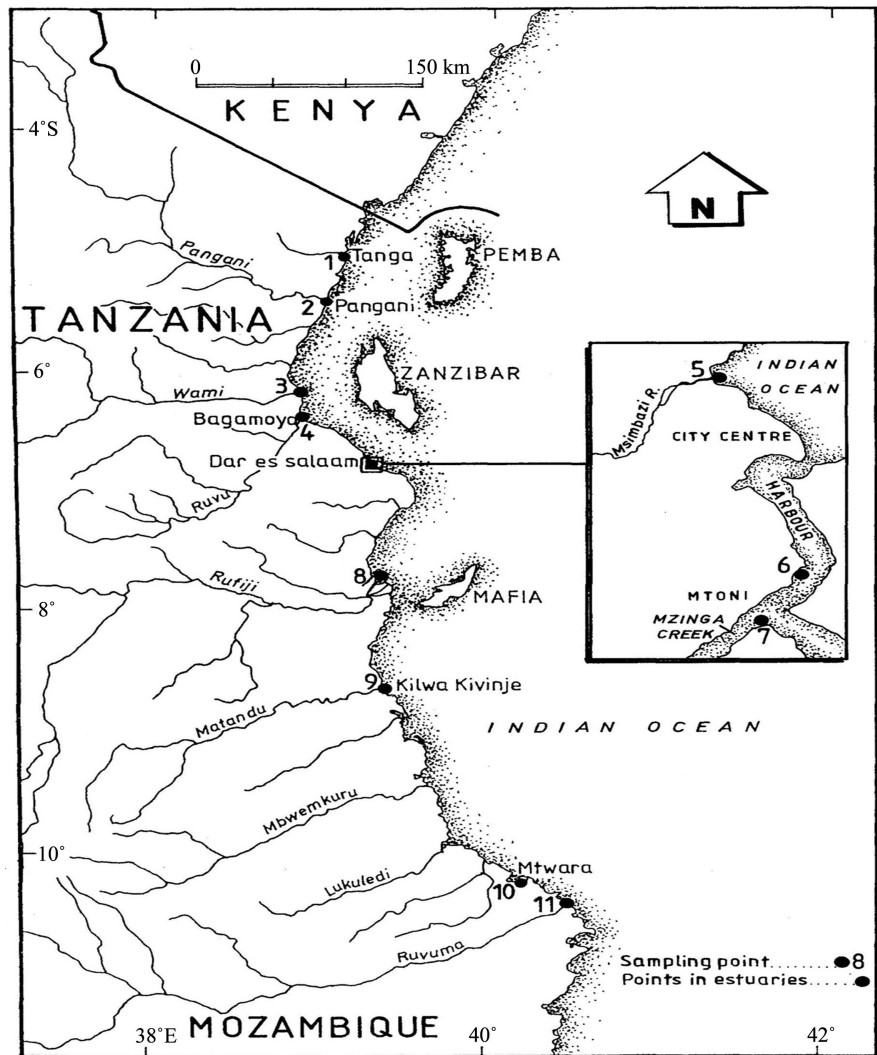 0 150 km
KENYA
4˚S
N
Pangani
1
Tanga
PEMBA
2
Pangani
TANZANIA
6˚
3
Wami
ZANZIBAR
Bagamoya
4
Dar es salaam
Ruvu
5
INDIAN
OCEAN
Msimbazi R.
CITY CENTRE
HARBOUR
6
MTONI
MZINGA
CREEK
7
8
Rufiji
MAFIA
8˚
9
Kilwa Kivinje
Matandu
INDIAN OCEAN
Mbwemkuru
10˚
Mtwara
Lukuledi
10
11
Ruvuma
Sampling point ........ 8
Points in estuaries ......
MOZAMBIQUE
38˚E
40
42